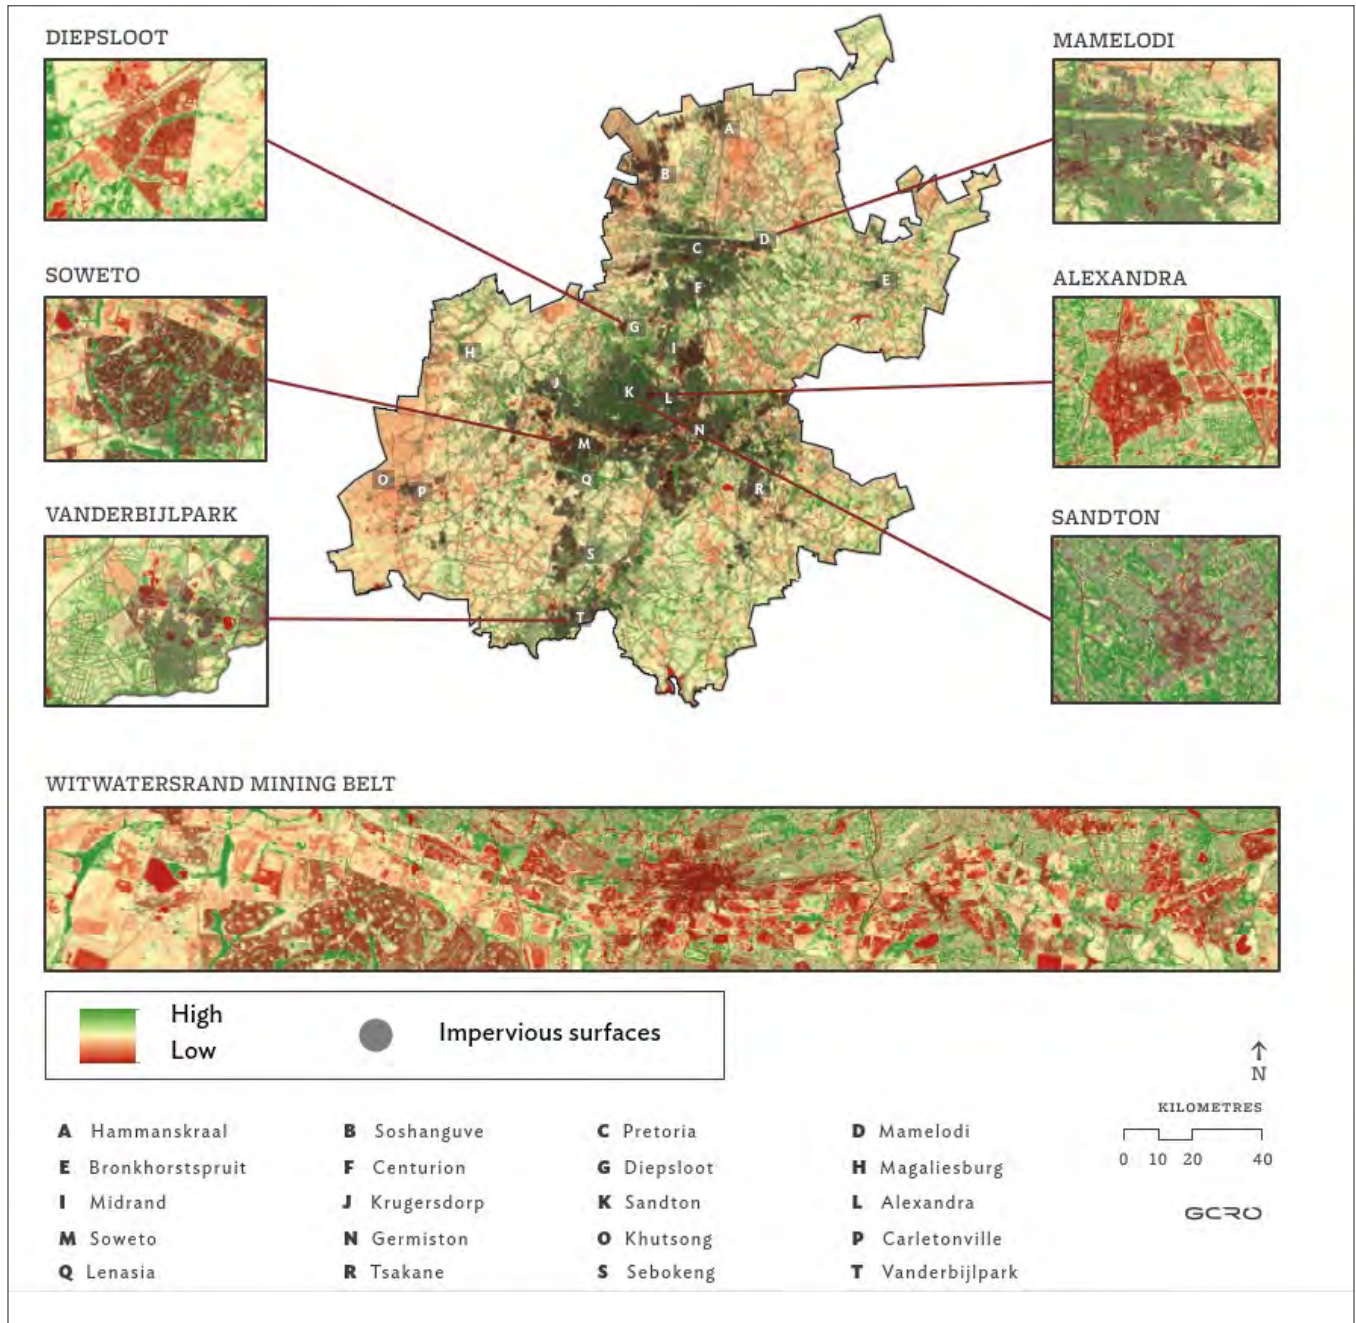 DIEPSLOOT
MAMELODI
SOWETO
ALEXANDRA
VANDERBIJLPARK
SANDTON
A
B
C
D
E
F
G
H
I
J
K
L
M
N
O
P
Q
R
S
T
WITWATERSRAND MINING BELT
High
Low
Impervious surfaces
N
KILOMETRES
0 10 20 40
GCRO
A Hammanskraal B Soshanguve C Pretoria D Mamelodi
E Bronkhorstspruit F Centurion G Diepsloot H Magaliesburg
I Midrand J Krugersdorp K Sandton L Alexandra
M Soweto N Germiston O Khutsong P Carletonville
Q Lenasia R Tsakane S Sebokeng T Vanderbijlpark